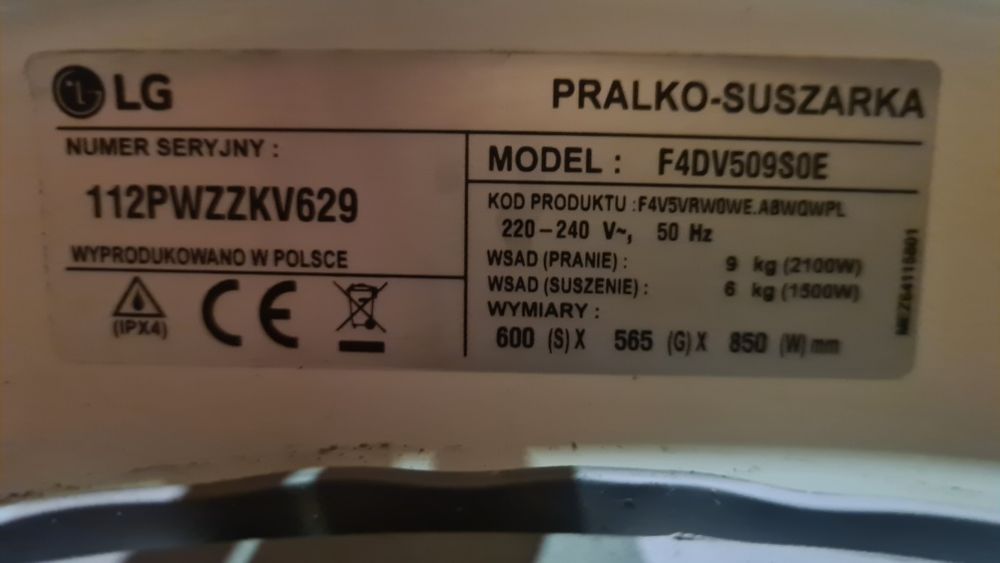 LG
PRALKO-SUSZARKA
NUMER SERYJNY :
112PWZZKV629
WYPRODUKOWANO W POLSCE
(IPX4)
CE
MODEL : F4DV509S0E
KOD PRODUKTU :F4V5VRW0WE.ABWQWPL
220-240 V~, 50 Hz
WSAD (PRANIE) : 9 kg (2100W)
WSAD (SUSZENIE) : 6 kg (1500W)
WYMIARY :
600 (S) X 565 (G) X 850 (W) mm